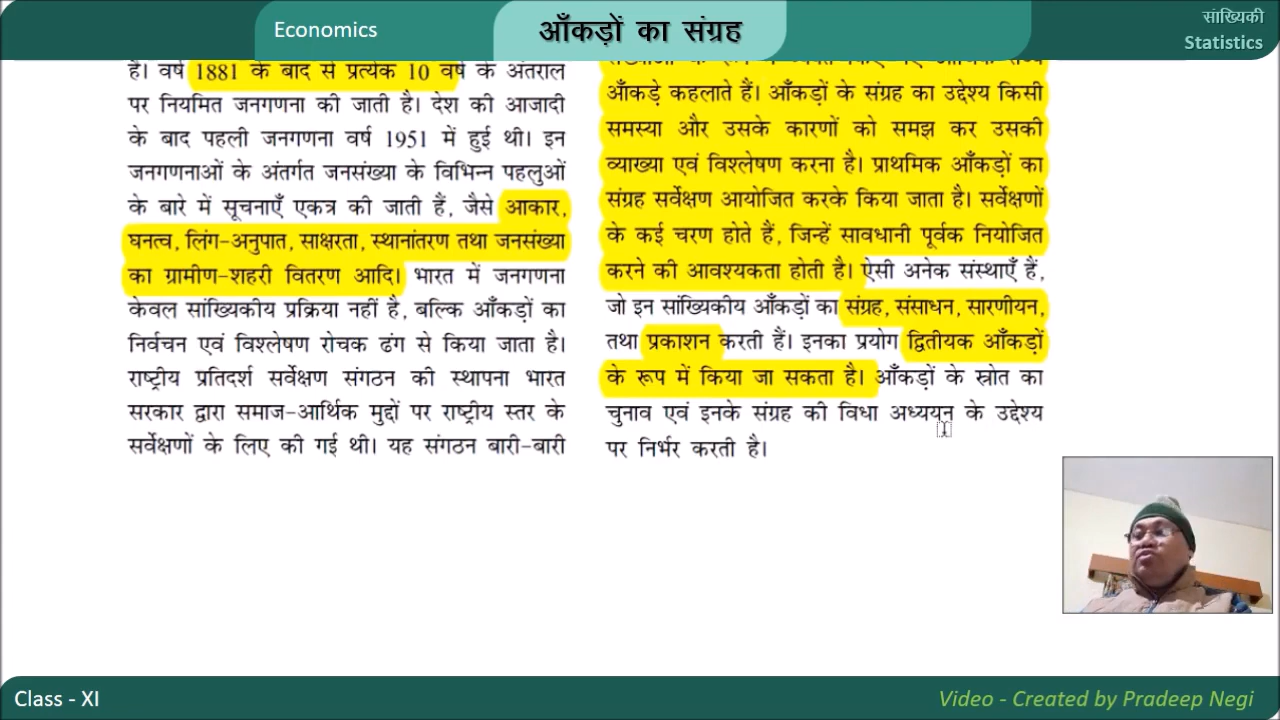 Economics
आँकड़ों का संग्रह
सांख्यिकी
Statistics
है। वर्ष 1881 के बाद से प्रत्येक 10 वर्ष के अंतराल
पर नियमित जनगणना की जाती है। देश की आजादी
के बाद पहली जनगणना वर्ष 1951 में हुई थी। इन
जनगणनाओं के अंतर्गत जनसंख्या के विभिन्न पहलुओं
के बारे में सूचनाएँ एकत्र की जाती हैं, जैसे आकार,
घनत्व, लिंग-अनुपात, साक्षरता, स्थानांतरण तथा जनसंख्या
का ग्रामीण-शहरी वितरण आदि। भारत में जनगणना
केवल सांख्यिकीय प्रक्रिया नहीं है, बल्कि आँकड़ों का
निर्वचन एवं विश्लेषण रोचक ढंग से किया जाता है।
राष्ट्रीय प्रतिदर्श सर्वेक्षण संगठन की स्थापना भारत
सरकार द्वारा समाज-आर्थिक मुद्दों पर राष्ट्रीय स्तर के
सर्वेक्षणों के लिए की गई थी। यह संगठन बारी-बारी
आँकड़े कहलाते हैं। आँकड़ों के संग्रह का उद्देश्य किसी
समस्या और उसके कारणों को समझ कर उसकी
व्याख्या एवं विश्लेषण करना है। प्राथमिक आँकड़ों का
संग्रह सर्वेक्षण आयोजित करके किया जाता है। सर्वेक्षणों
के कई चरण होते हैं, जिन्हें सावधानी पूर्वक नियोजित
करने की आवश्यकता होती है। ऐसी अनेक संस्थाएँ हैं,
जो इन सांख्यिकीय आँकड़ों का संग्रह, संसाधन, सारणीयन,
तथा प्रकाशन करती हैं। इनका प्रयोग द्वितीयक आँकड़ों
के रूप में किया जा सकता है। आँकड़ों के स्रोत का
चुनाव एवं इनके संग्रह की विधा अध्ययन के उद्देश्य
पर निर्भर करती है।
Class - XI
Video - Created by Pradeep Negi